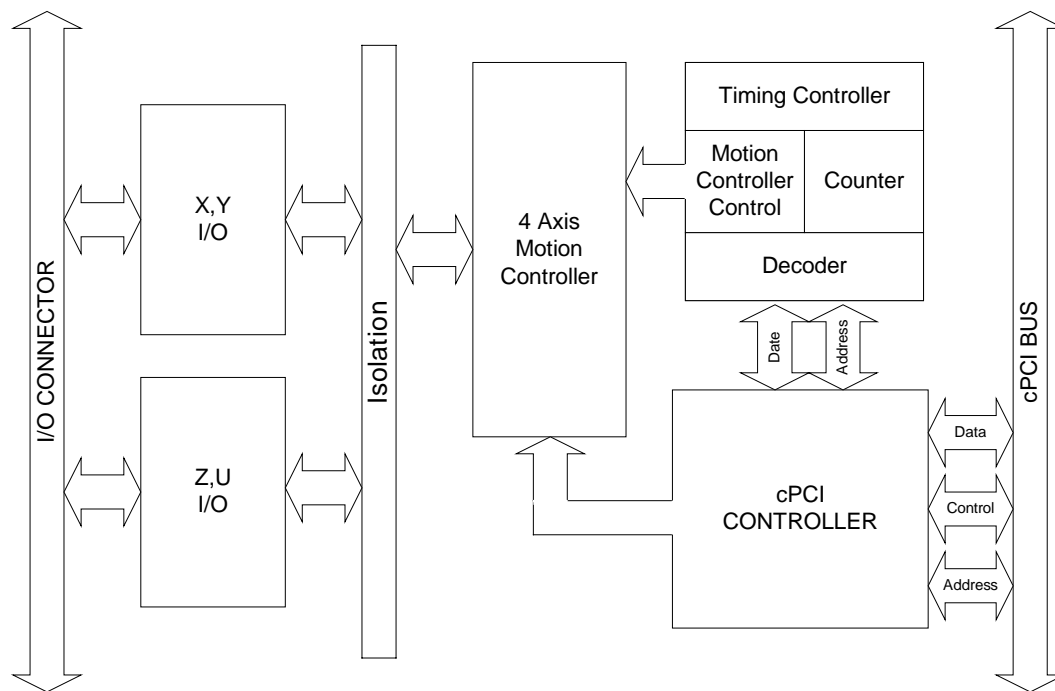 I/O CONNECTOR
X,Y
I/O
Z,U
I/O
Isolation
4 Axis
Motion
Controller
Timing Controller
Motion
Controller
Control
Counter
Decoder
Date
Address
cPCI
CONTROLLER
Data
Control
Address
cPCI BUS